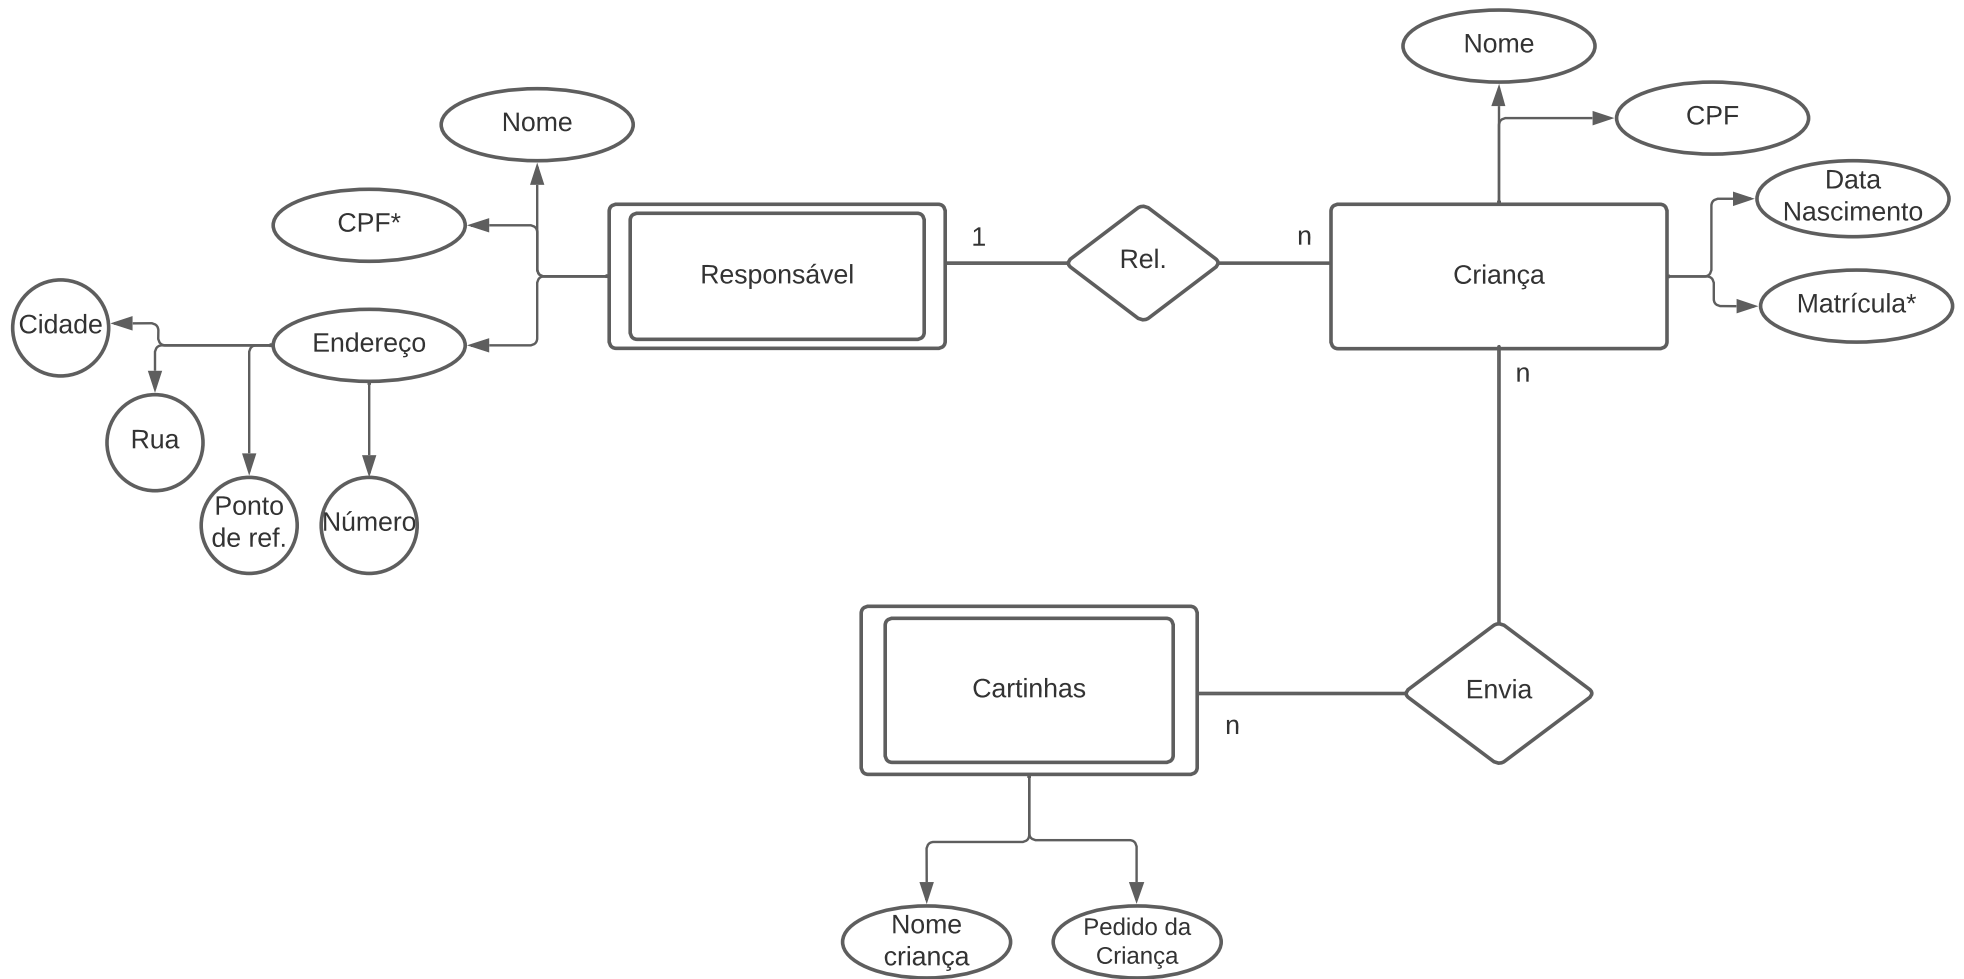 Nome
CPF
Nome
Data
Nascimento
CPF*
1
n
Responsável
Rel.
Criança
Matrícula*
Cidade
Endereço
n
Rua
Ponto
de ref.
Número
Cartinhas
Envia
n
Nome
criança
Pedido da
Criança